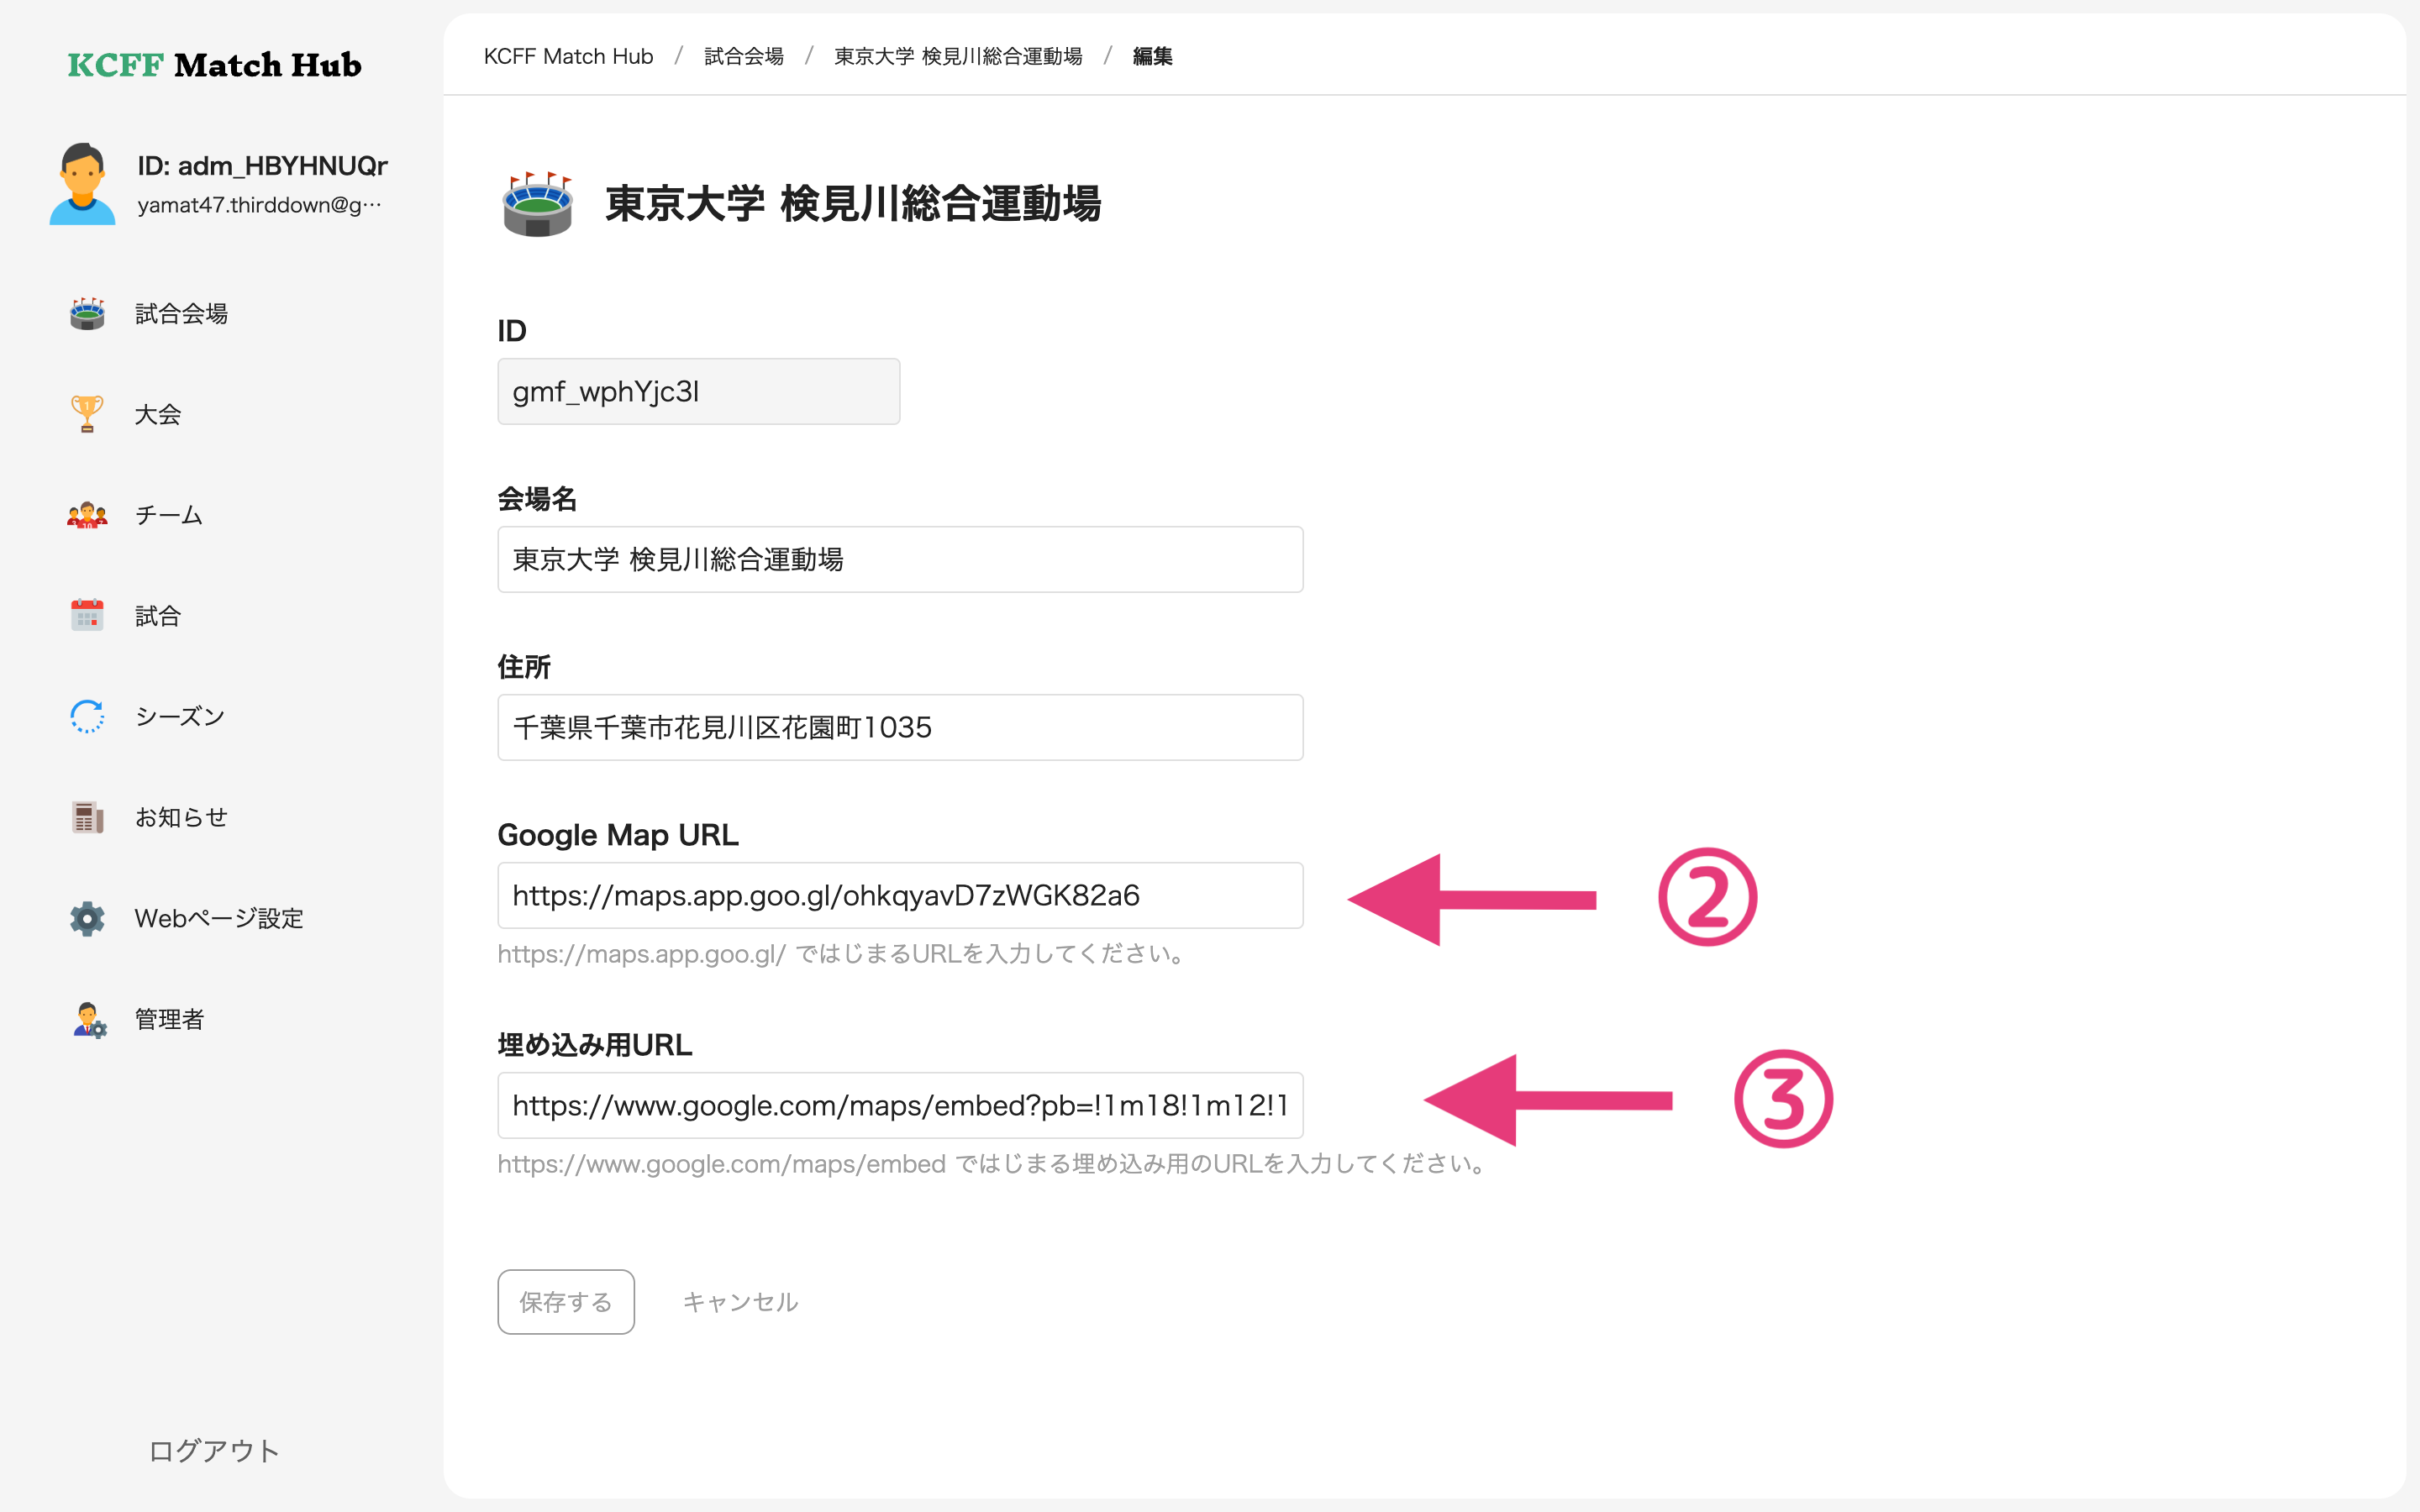 KCFF Match Hub
ID: adm_HBYHNUQr
yamat47.thirddown@g…
試合会場
大会
チーム
試合
シーズン
お知らせ
Webページ設定
管理者
ログアウト
KCFF Match Hub / 試合会場 / 東京大学 検見川総合運動場 / 編集
東京大学 検見川総合運動場
ID
gmf_wphYjc3l
会場名
東京大学 検見川総合運動場
住所
千葉県千葉市花見川区花園町1035
Google Map URL
https://maps.app.goo.gl/ohkqyavD7zWGK82a6
②
https://maps.app.goo.gl/ ではじまるURLを入力してください。
埋め込み用URL
https://www.google.com/maps/embed?pb=!1m18!1m12!1
③
https://www.google.com/maps/embed ではじまる埋め込み用のURLを入力してください。
保存する キャンセル